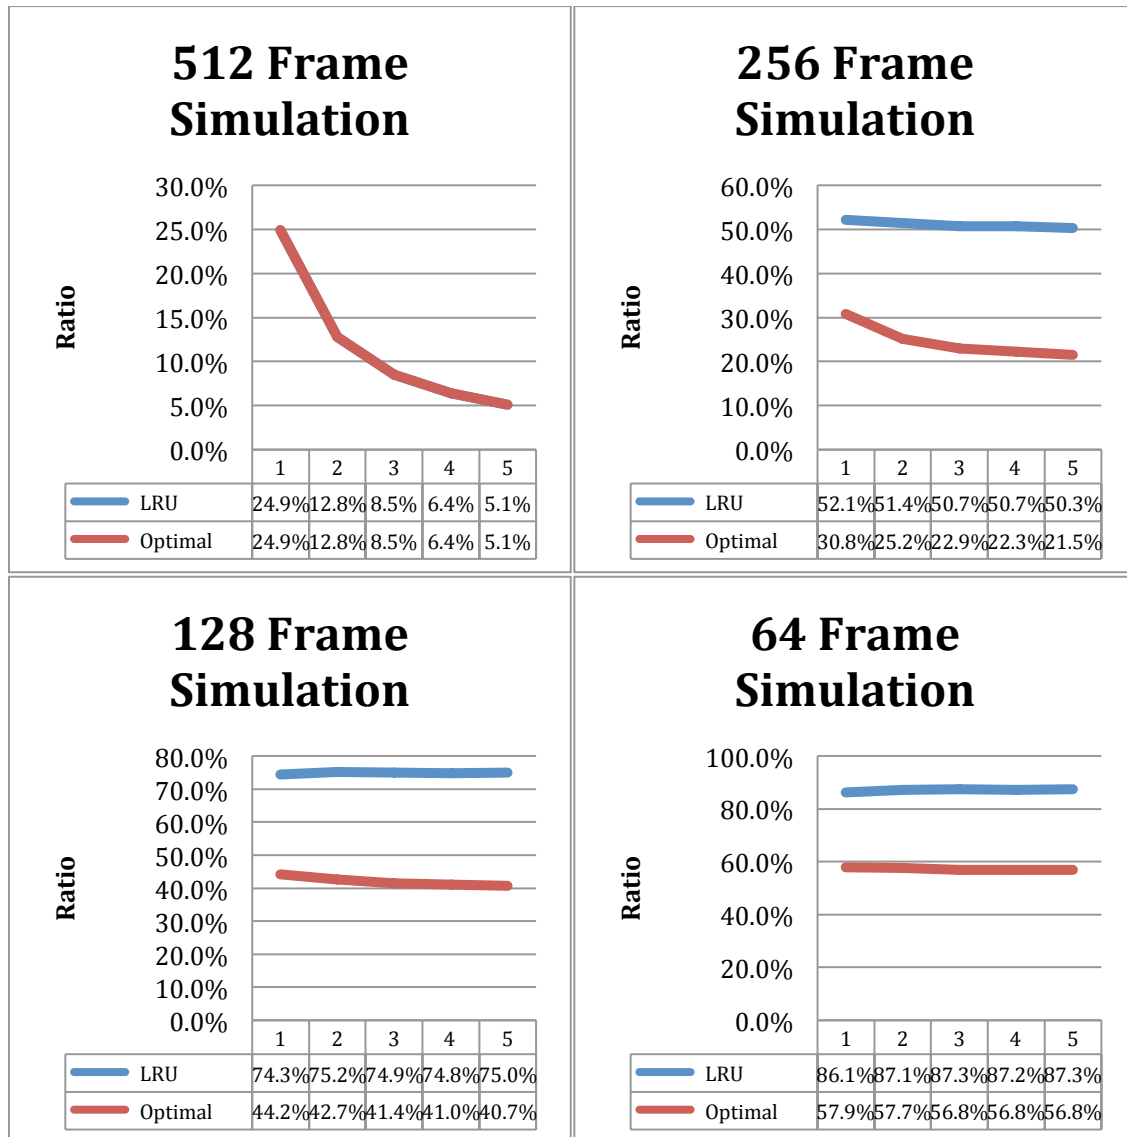 512 Frame
Simulation
Ratio
30.0%
25.0%
20.0%
15.0%
10.0%
5.0%
0.0%
1 2 3 4 5
LRU 24.9% 12.8% 8.5% 6.4% 5.1%
Optimal 24.9% 12.8% 8.5% 6.4% 5.1%
256 Frame
Simulation
Ratio
60.0%
50.0%
40.0%
30.0%
20.0%
10.0%
0.0%
1 2 3 4 5
LRU 52.1% 51.4% 50.7% 50.7% 50.3%
Optimal 30.8% 25.2% 22.9% 22.3% 21.5%
128 Frame
Simulation
Ratio
80.0%
70.0%
60.0%
50.0%
40.0%
30.0%
20.0%
10.0%
0.0%
1 2 3 4 5
LRU 74.3% 75.2% 74.9% 74.8% 75.0%
Optimal 44.2% 42.7% 41.4% 41.0% 40.7%
64 Frame
Simulation
Ratio
100.0%
80.0%
60.0%
40.0%
20.0%
0.0%
1 2 3 4 5
LRU 86.1% 87.1% 87.3% 87.2% 87.3%
Optimal 57.9% 57.7% 56.8% 56.8% 56.8%